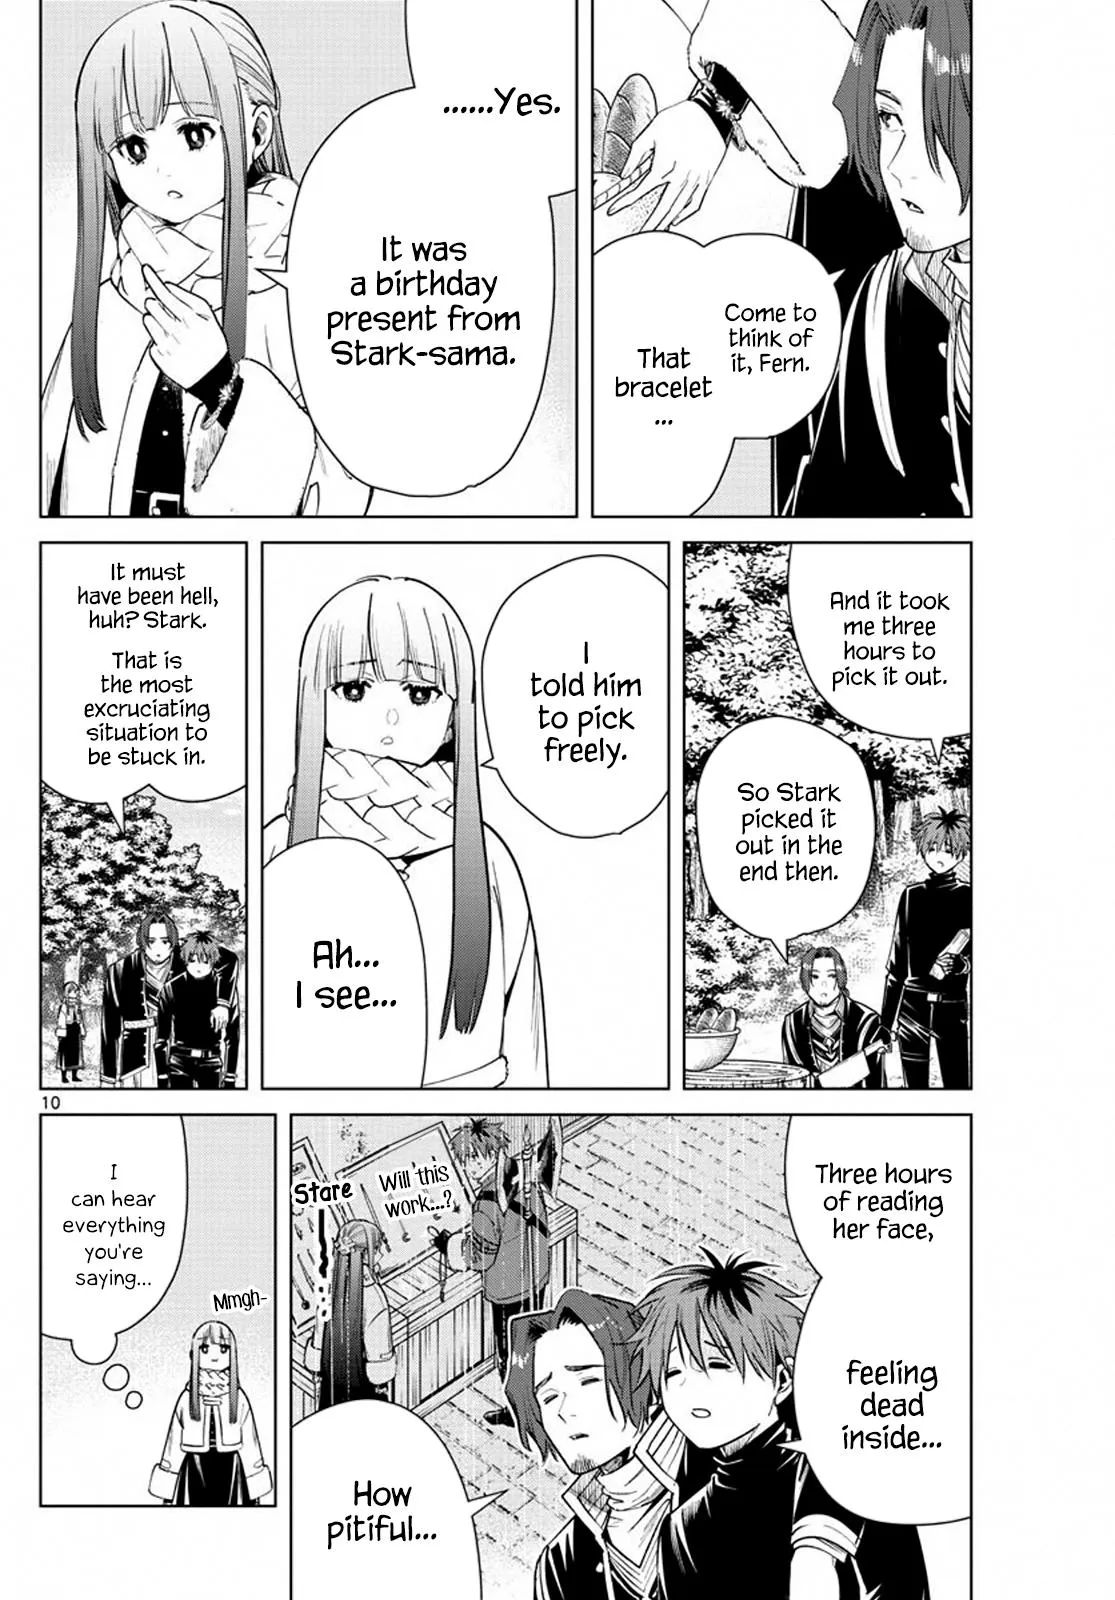 Come to
think of
it, Fern.
That
bracelet
...
......Yes.
It was
a birthday
present from
Stark-sama.
And it took
me three
hours to
pick it out.
So Stark
picked it
out in the
end then.
I
told him
to pick
freely.
Ah...
I see...
It must
have been hell,
huh? Stark.
That is
the most
excruciating
situation to
be stuck in.
10
Three hours
of reading
her face,
feeling
dead
inside...
Will this
work...?
Stare
How
pitiful...
I
can hear
everything
you're
saying...
Mmgh-